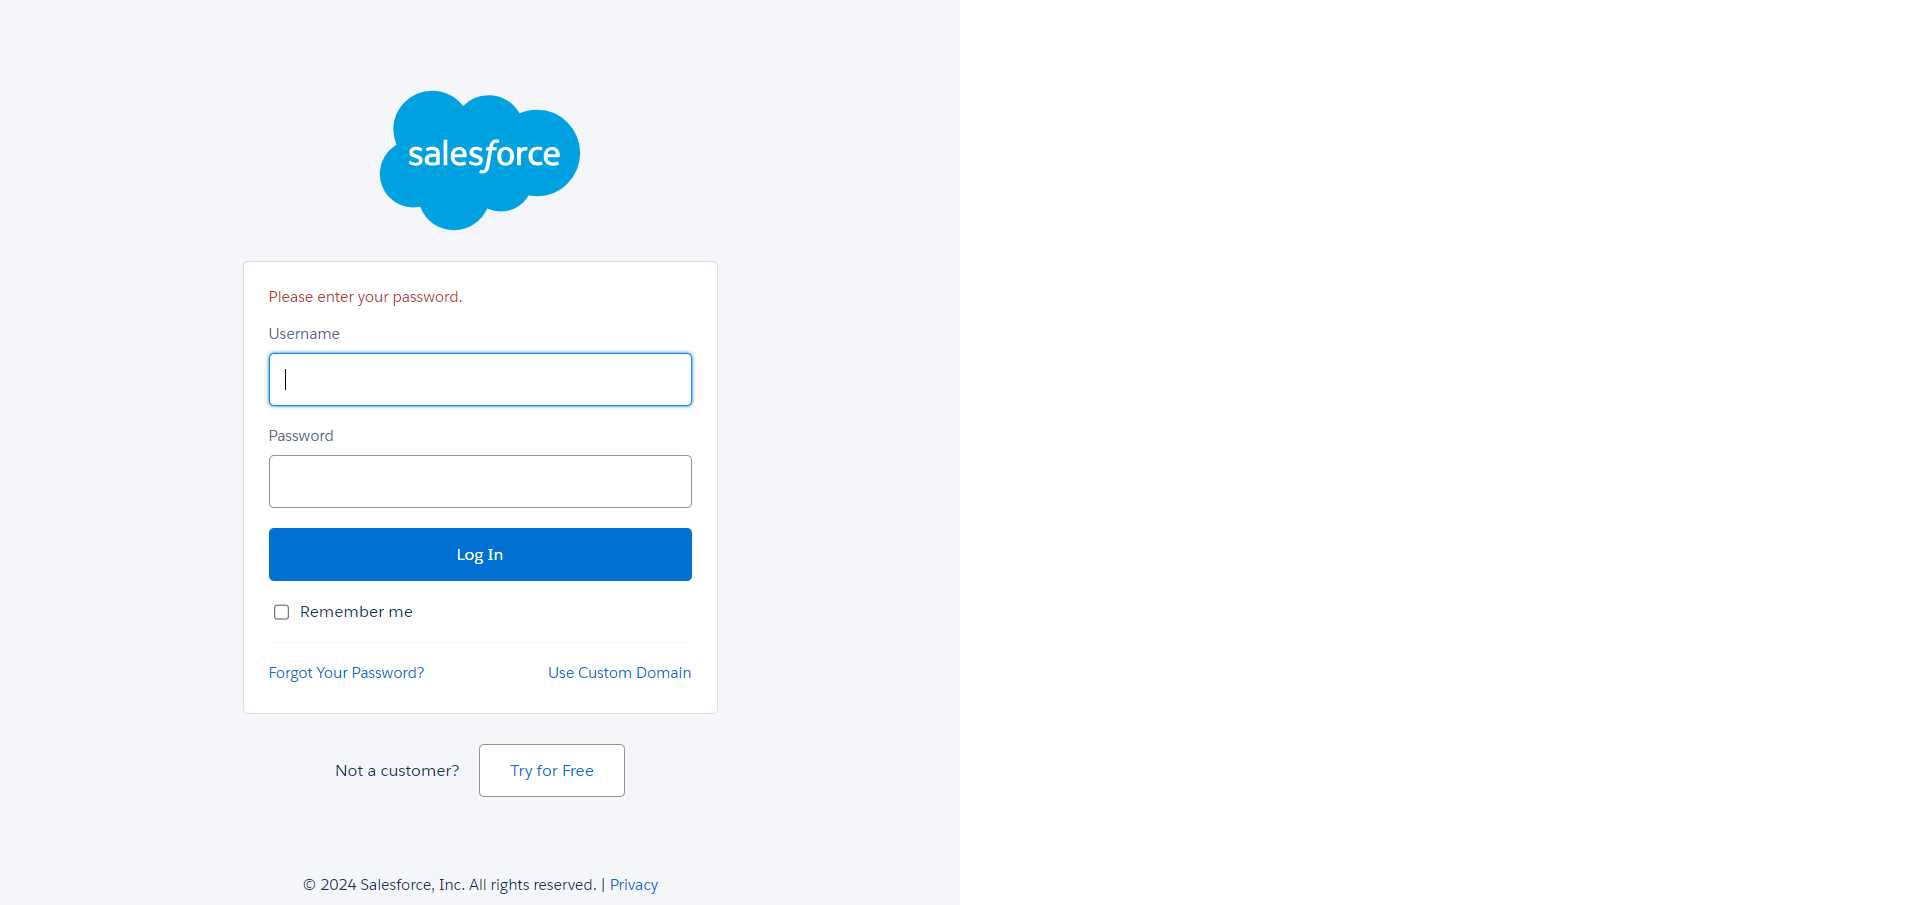 salesforce
Please enter your password.
Username
Password
Log In
Remember me
Forgot Your Password? Use Custom Domain
Not a customer? Try for Free
© 2024 Salesforce, Inc. All rights reserved. | Privacy